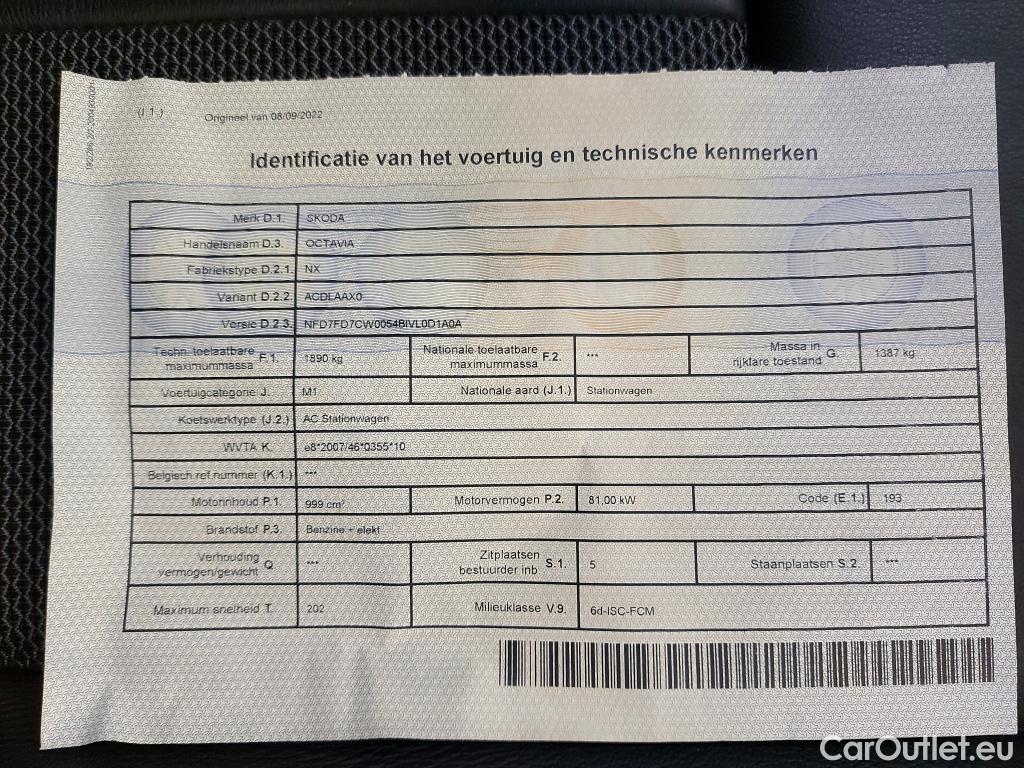 (J.1.)
Origineel van 08/09/2022
Identificatie van het voertuig en technische kenmerken
Merk D.1. SKODA
Handelsnaam D.3. OCTAVIA
Fabriekstype D.2.1. NX
Variant D.2.2. ACDLAAX0
Versie D.2.3. NFD7FD7CW0054BIVL0D1A0A
Techn. toelaatbare maximummassa F.1. 1890 kg Nationale toelaatbare maximummassa F.2. *** Massa in rijklare toestand G. 1387 kg
Voertuigcategorie J. M1 Nationale aard (J.1.) Stationwagen
Koetswerktype (J.2.) AC Stationwagen
WVTA K. e8*2007/46*0355*10
Belgisch ref.nummer (K.1.) ***
Motorinhoud P.1. 999 cm³ Motorvermogen P.2. 81,00 kW Code (E.1.) 193
Brandstof P.3. Benzine + elekt
Verhouding vermogen/gewicht Q *** Zitplaatsen bestuurder inb. S.1. 5 Staanplaatsen S.2. ***
Maximum snelheid T. 202 Milieuklasse V.9. 6d-ISC-FCM
CarOutlet.eu